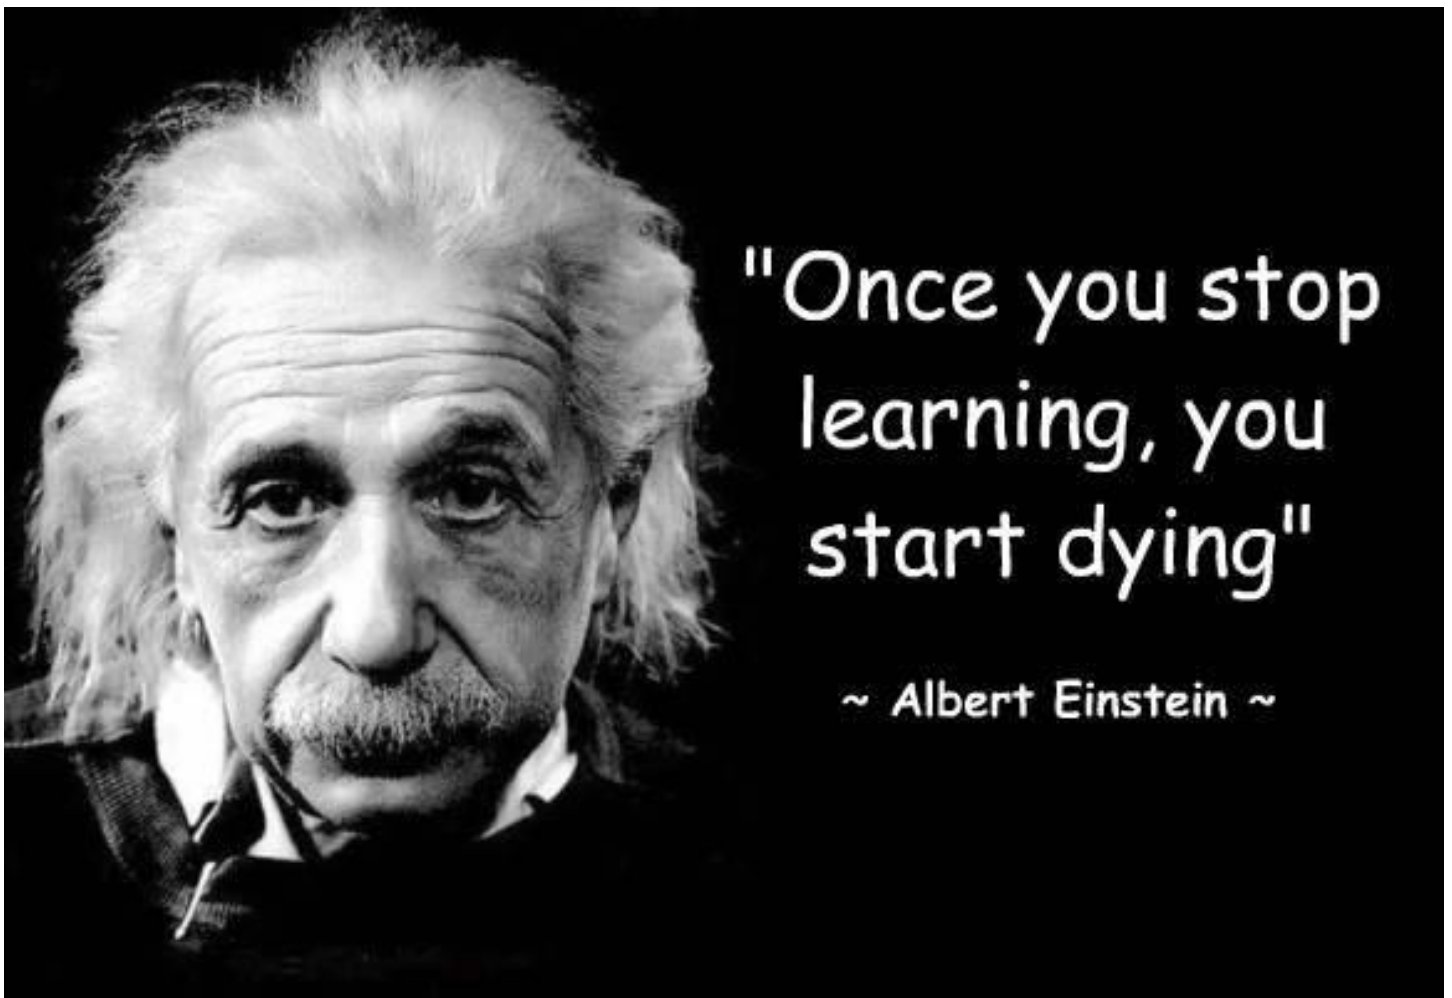 "Once you stop
learning, you
start dying"
~ Albert Einstein ~